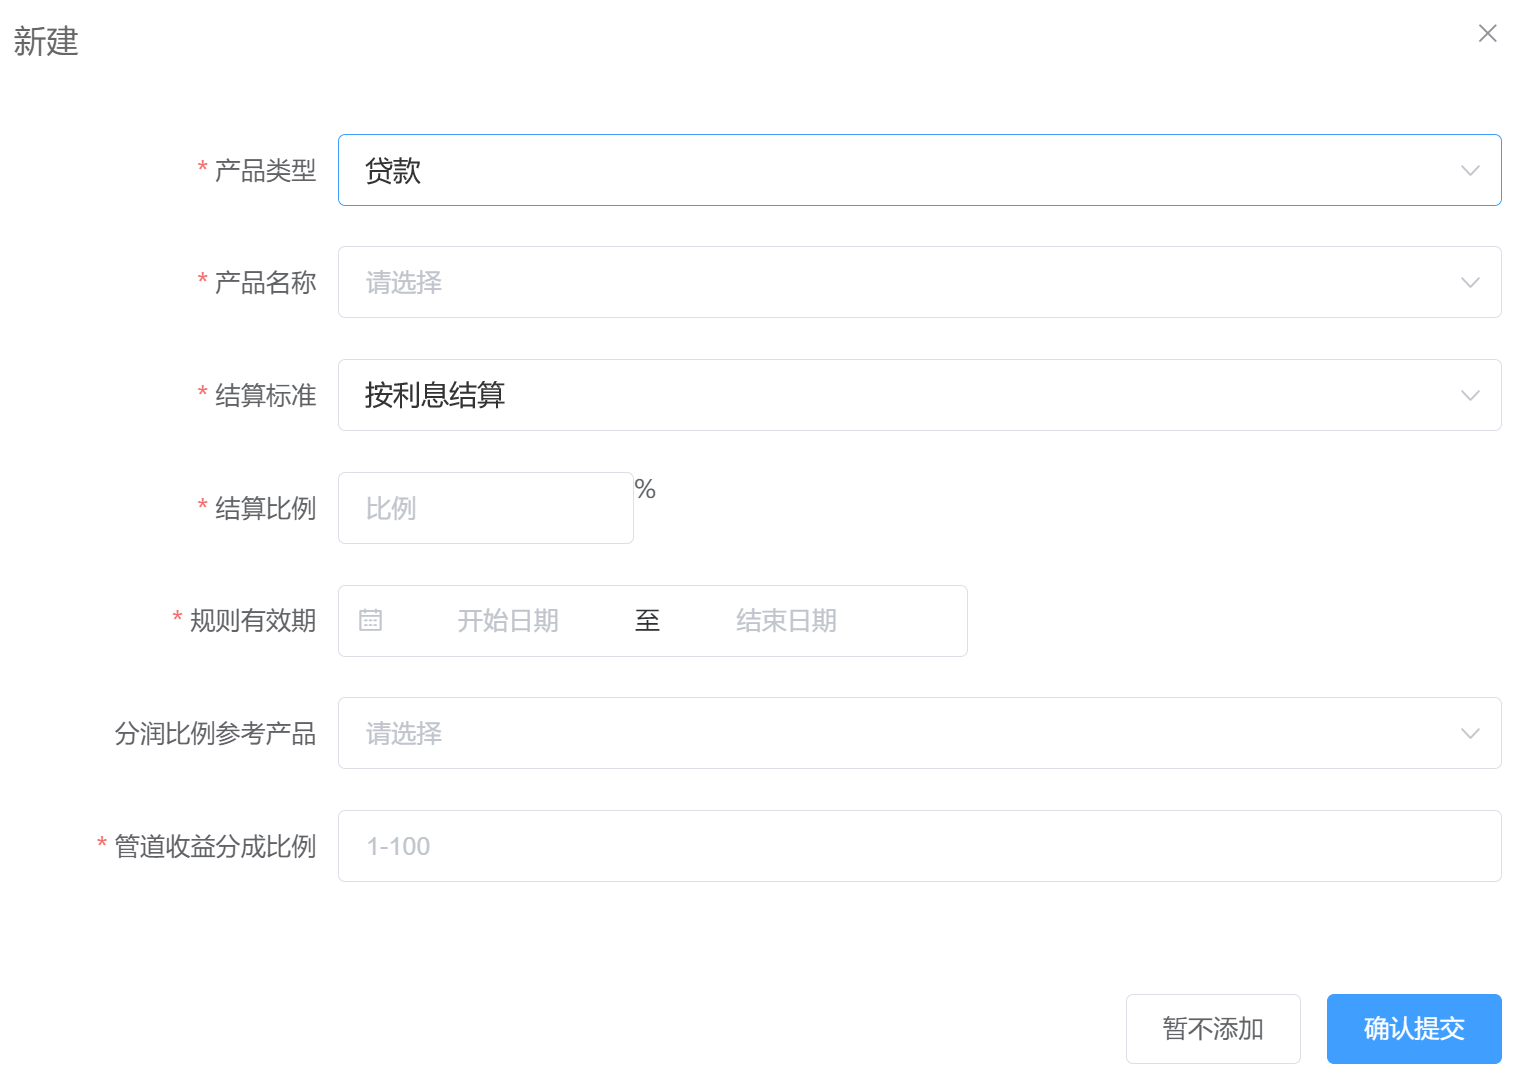 新建
* 产品类型 贷款
* 产品名称 请选择
* 结算标准 按利息结算
* 结算比例 比例 %
* 规则有效期 开始日期 至 结束日期
分润比例参考产品 请选择
* 管道收益分成比例 1-100
暂不添加 确认提交